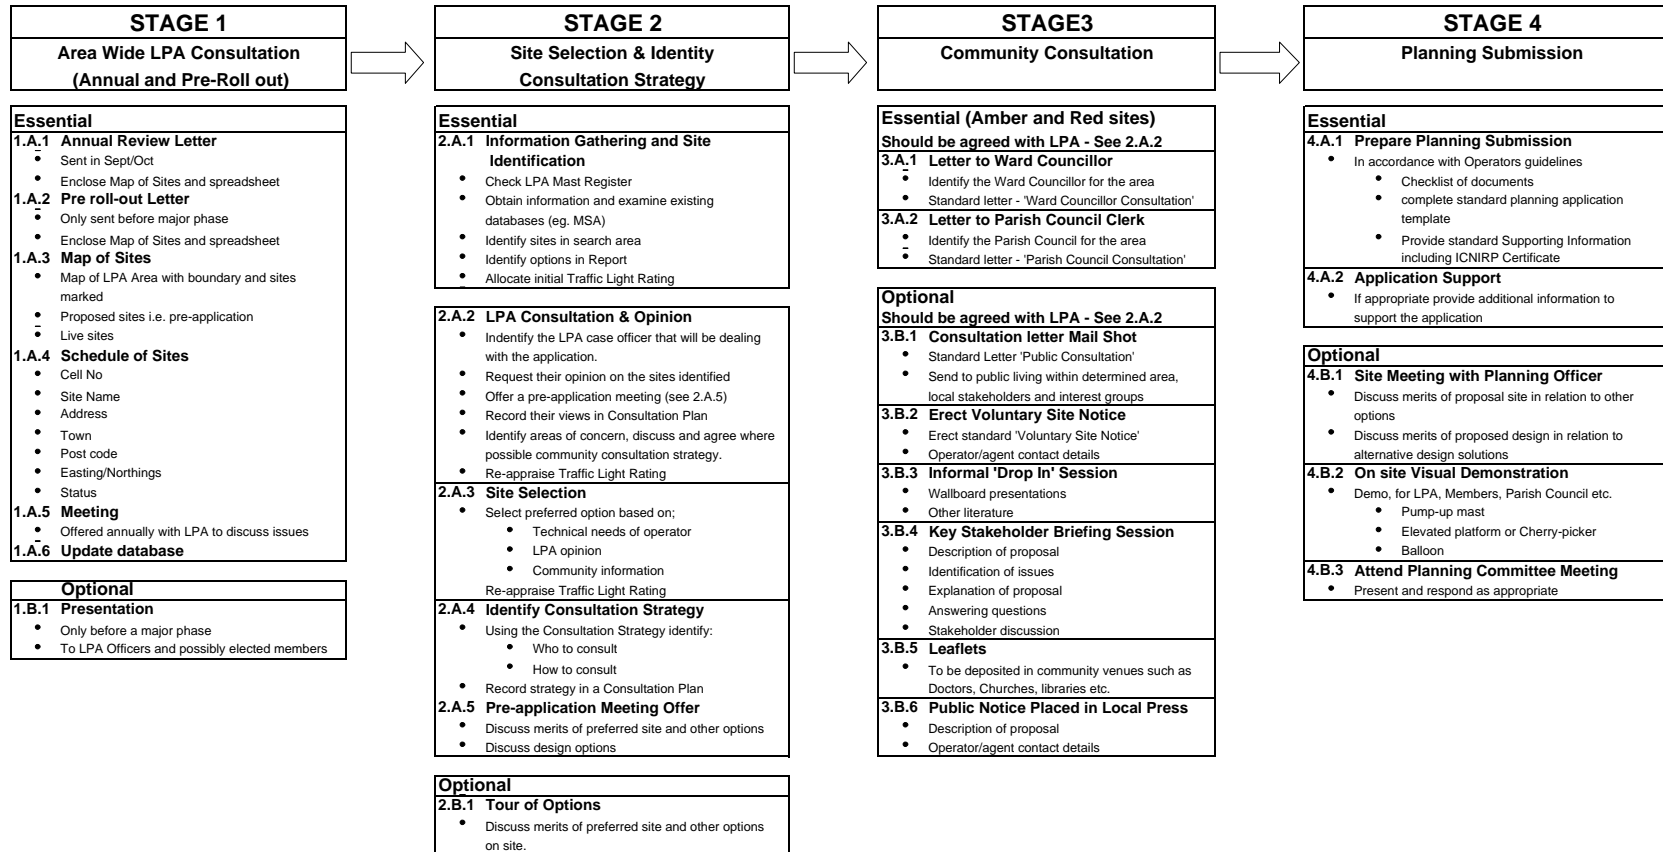 STAGE 1
Area Wide LPA Consultation
(Annual and Pre-Roll out)
Essential
1.A.1 Annual Review Letter
Sent in Sept/Oct
Enclose Map of Sites and spreadsheet
1.A.2 Pre roll-out Letter
Only sent before major phase
Enclose Map of Sites and spreadsheet
1.A.3 Map of Sites
Map of LPA Area with boundary and sites
marked
Proposed sites i.e. pre-application
Live sites
1.A.4 Schedule of Sites
Cell No
Site Name
Address
Town
Post code
Easting/Northings
Status
1.A.5 Meeting
Offered annually with LPA to discuss issues
1.A.6 Update database
Optional
1.B.1 Presentation
Only before a major phase
To LPA Officers and possibly elected members
STAGE 2
Site Selection & Identity
Consultation Strategy
Essential
2.A.1 Information Gathering and Site
Identification
Check LPA Mast Register
Obtain information and examine existing
databases (eg. MSA)
Identify sites in search area
Identify options in Report
Allocate initial Traffic Light Rating
2.A.2 LPA Consultation & Opinion
Indentify the LPA case officer that will be dealing
with the application.
Request their opinion on the sites identified
Offer a pre-application meeting (see 2.A.5)
Record their views in Consultation Plan
Identify areas of concern, discuss and agree where
possible community consultation strategy.
Re-appraise Traffic Light Rating
2.A.3 Site Selection
Select preferred option based on;
Technical needs of operator
LPA opinion
Community information
Re-appraise Traffic Light Rating
2.A.4 Identify Consultation Strategy
Using the Consultation Strategy identify:
Who to consult
How to consult
Record strategy in a Consultation Plan
2.A.5 Pre-application Meeting Offer
Discuss merits of preferred site and other options
Discuss design options
Optional
2.B.1 Tour of Options
Discuss merits of preferred site and other options
on site.
STAGE3
Community Consultation
Essential (Amber and Red sites)
Should be agreed with LPA - See 2.A.2
3.A.1 Letter to Ward Councillor
Identify the Ward Councillor for the area
Standard letter - 'Ward Councillor Consultation'
3.A.2 Letter to Parish Council Clerk
Identify the Parish Council for the area
Standard letter - 'Parish Council Consultation'
Optional
Should be agreed with LPA - See 2.A.2
3.B.1 Consultation letter Mail Shot
Standard Letter 'Public Consultation'
Send to public living within determined area,
local stakeholders and interest groups
3.B.2 Erect Voluntary Site Notice
Erect standard 'Voluntary Site Notice'
Operator/agent contact details
3.B.3 Informal 'Drop In' Session
Wallboard presentations
Other literature
3.B.4 Key Stakeholder Briefing Session
Description of proposal
Identification of issues
Explanation of proposal
Answering questions
Stakeholder discussion
3.B.5 Leaflets
To be deposited in community venues such as
Doctors, Churches, libraries etc.
3.B.6 Public Notice Placed in Local Press
Description of proposal
Operator/agent contact details
STAGE 4
Planning Submission
Essential
4.A.1 Prepare Planning Submission
In accordance with Operators guidelines
Checklist of documents
complete standard planning application
template
Provide standard Supporting Information
including ICNIRP Certificate
4.A.2 Application Support
If appropriate provide additional information to
support the application
Optional
4.B.1 Site Meeting with Planning Officer
Discuss merits of proposal site in relation to other
options
Discuss merits of proposed design in relation to
alternative design solutions
4.B.2 On site Visual Demonstration
Demo, for LPA, Members, Parish Council etc.
Pump-up mast
Elevated platform or Cherry-picker
Balloon
4.B.3 Attend Planning Committee Meeting
Present and respond as appropriate